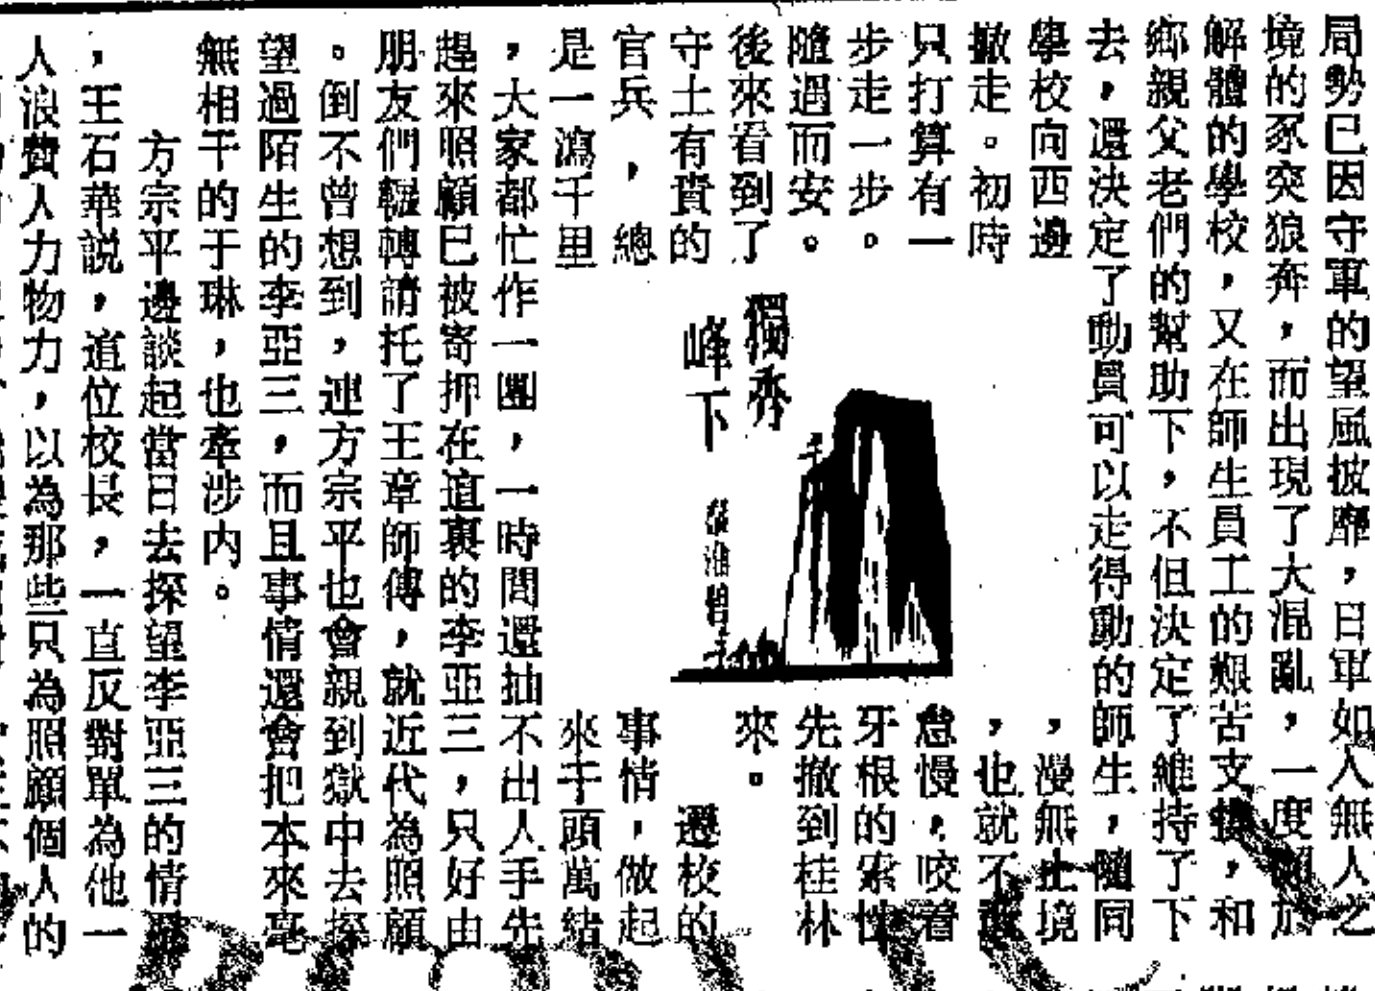 局勢已因守軍的望風披靡，日軍如入無人之
境的豕突狼奔，而出現了大混亂，一度瀕於
解體的學校，又在師生員工的艱苦支撐，和
鄉親父老們的幫助下，不但決定了維持了下
去，還決定了動員可以走得動的師生，隨同
學校向西邊
撤走。初時
只打算有一
步走一步。
隨遇而安。
後來看到了
守土有責的
官兵，總
是一瀉千里
獨秀
峰下
，漫無止境
，也就不敢
怠慢，咬着
牙根的索性
先撤到桂林
來。
遷校的
事情，做起
來千頭萬緒
，大家都忙作一團，一時間還抽不出人手先
趕來照顧已被寄押在這裏的李亞三，只好由
朋友們輾轉請托了王章師傅，就近代為照顧
。倒不曾想到，連方宗平也會親到獄中去探
望過陌生的李亞三，而且事情還會把本來毫
無相干的于琳，也牽涉內。
方宗平邊談起當日去探望李亞三的情形
，王石華説，這位校長，一直反對單為他一
人浪費人力物力，以為那些只為照顧個人的